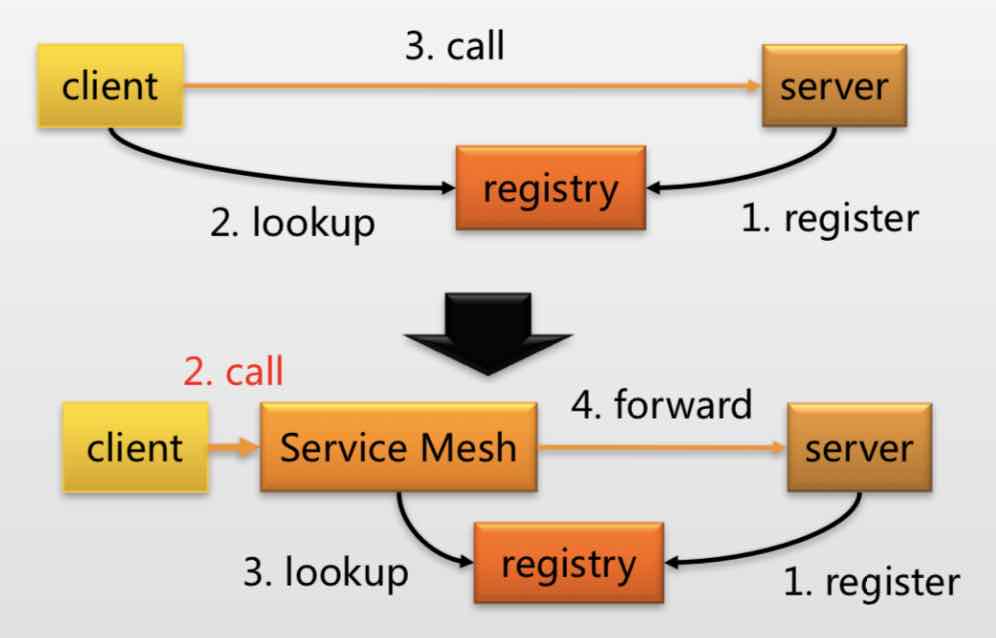 3. call
client
server
registry
2. lookup
1. register
2. call
4. forward
client
Service Mesh
server
3. lookup
registry
1. register